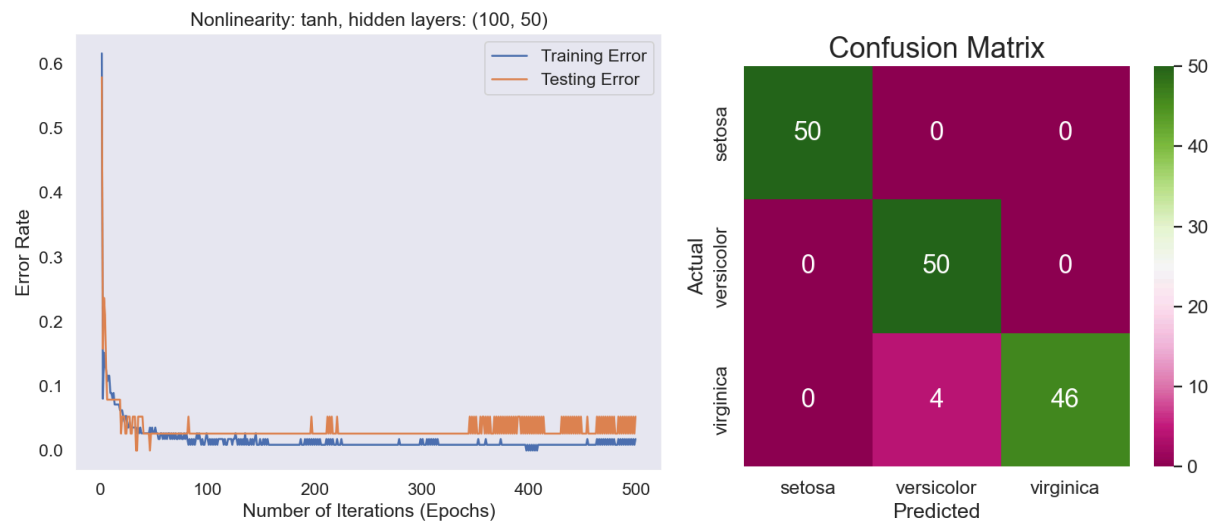 Nonlinearity: tanh, hidden layers: (100, 50)
Training Error
Testing Error
0.6
0.5
0.4
0.3
0.2
0.1
0.0
Error Rate
0 100 200 300 400 500
Number of Iterations (Epochs)
Confusion Matrix
50 0 0
0 50 0
0 4 46
setosa
versicolor
virginica
Actual
setosa versicolor virginica
Predicted
50
40
30
20
10
0